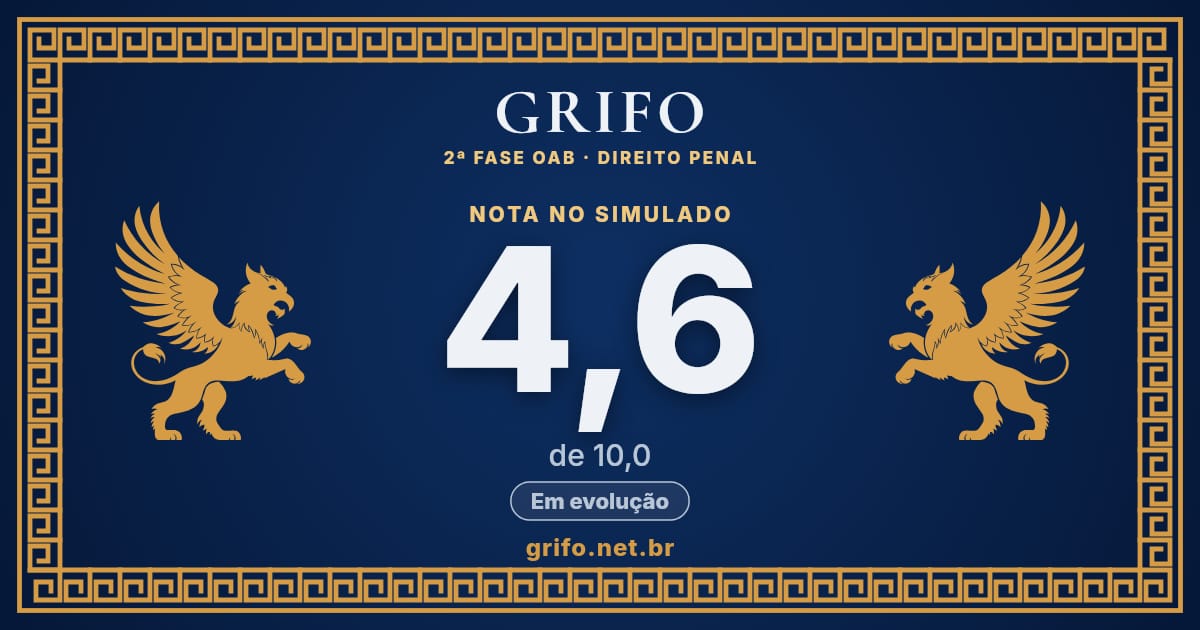 GRIFO
2ª FASE OAB · DIREITO PENAL
NOTA NO SIMULADO
4,6
de 10,0
Em evolução
grifo.net.br